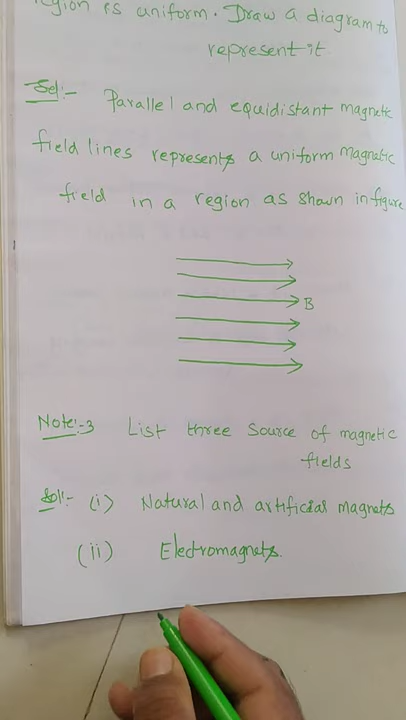 region is uniform. Draw a diagram to
represent it.
Sol:- Parallel and equidistant magnetic
field lines represents a uniform magnetic
field in a region as shown in figure
B
Note:-3 List three source of magnetic
fields
Sol:- (i) Natural and artificial magnets
(ii) Electromagnets.